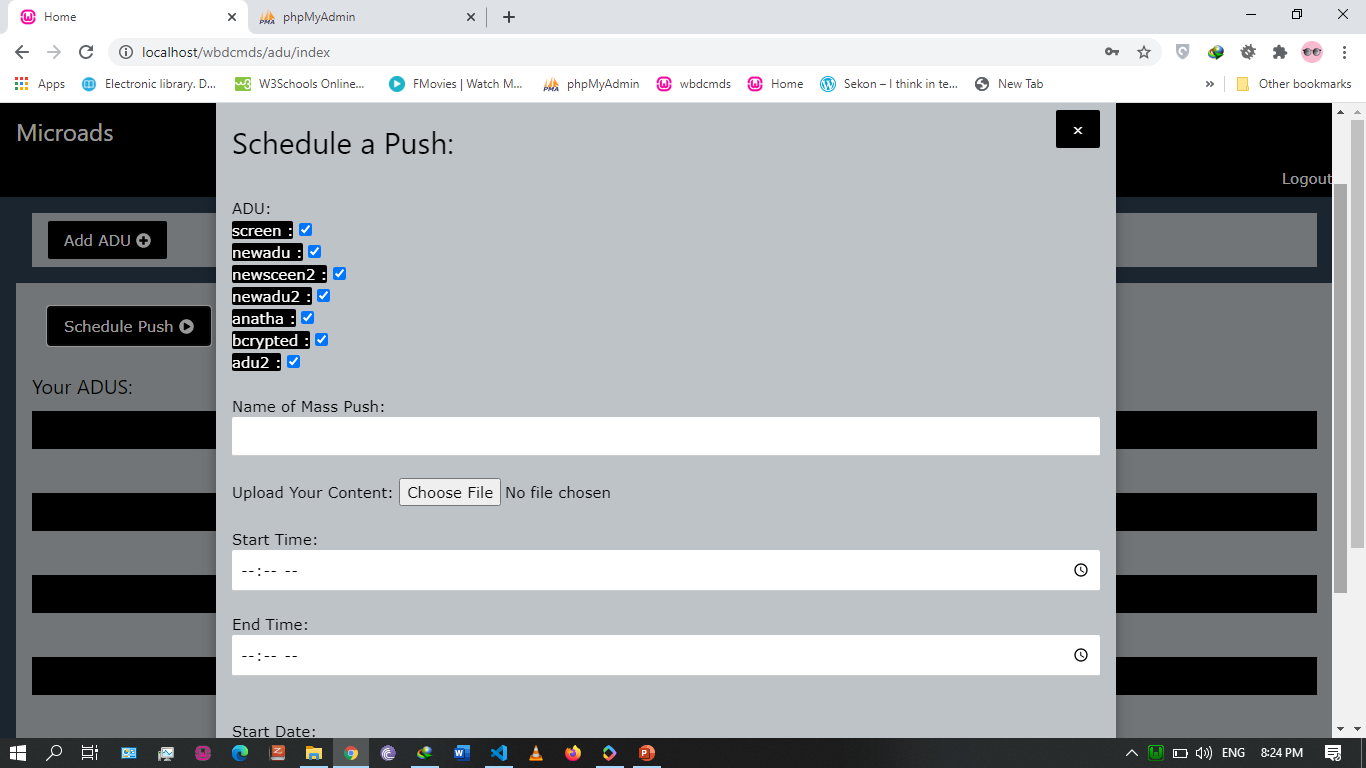 Home
phpMyAdmin
localhost/wbdcmds/adu/index
Apps
Electronic library. D...
W3Schools Online...
FMovies | Watch M...
phpMyAdmin
wbdcmds
Home
Sekon – I think in te...
New Tab
»
Other bookmarks
Microads
Logout
Add ADU
Schedule Push
Your ADUS:
Schedule a Push:
×
ADU:
screen :
newadu :
newsceen2 :
newadu2 :
anatha :
bcrypted :
adu2 :
Name of Mass Push:
Upload Your Content: Choose File No file chosen
Start Time:
--:-- --
End Time:
--:-- --
Start Date:
ENG
8:24 PM